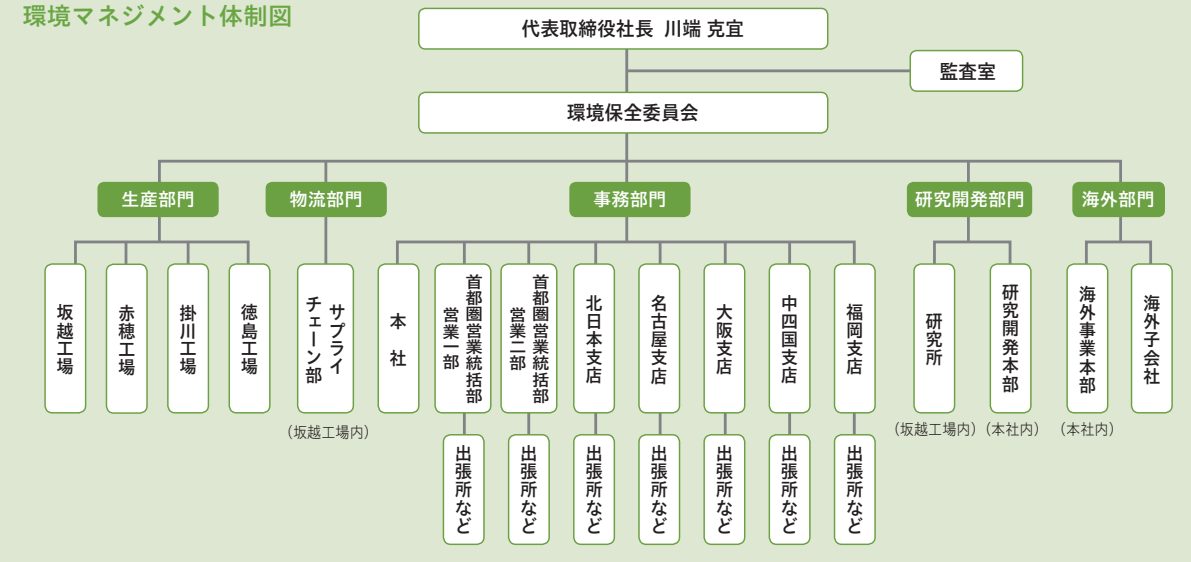 環境マネジメント体制図
代表取締役社長 川端 克宜
監査室
環境保全委員会
生産部門
物流部門
事務部門
研究開発部門
海外部門
坂越工場
赤穂工場
掛川工場
徳島工場
サプライ
チェーン部
本 社
首都圏営業統括部
営業一部
首都圏営業統括部
営業二部
北日本支店
名古屋支店
大阪支店
中四国支店
福岡支店
研究所
研究開発本部
海外事業本部
海外子会社
（坂越工場内）
（坂越工場内）
（本社内）
（本社内）
出張所など
出張所など
出張所など
出張所など
出張所など
出張所など
出張所など